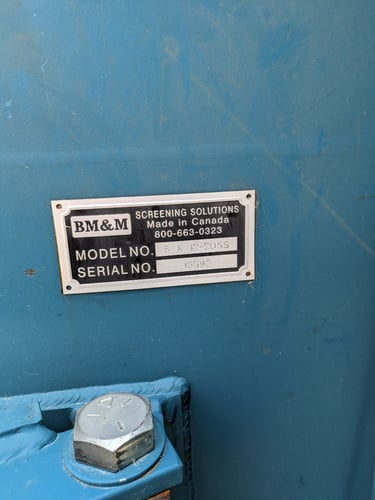 BM&M
SCREENING SOLUTIONS
Made in Canada
800-663-0323
MODEL NO.
SERIAL NO.